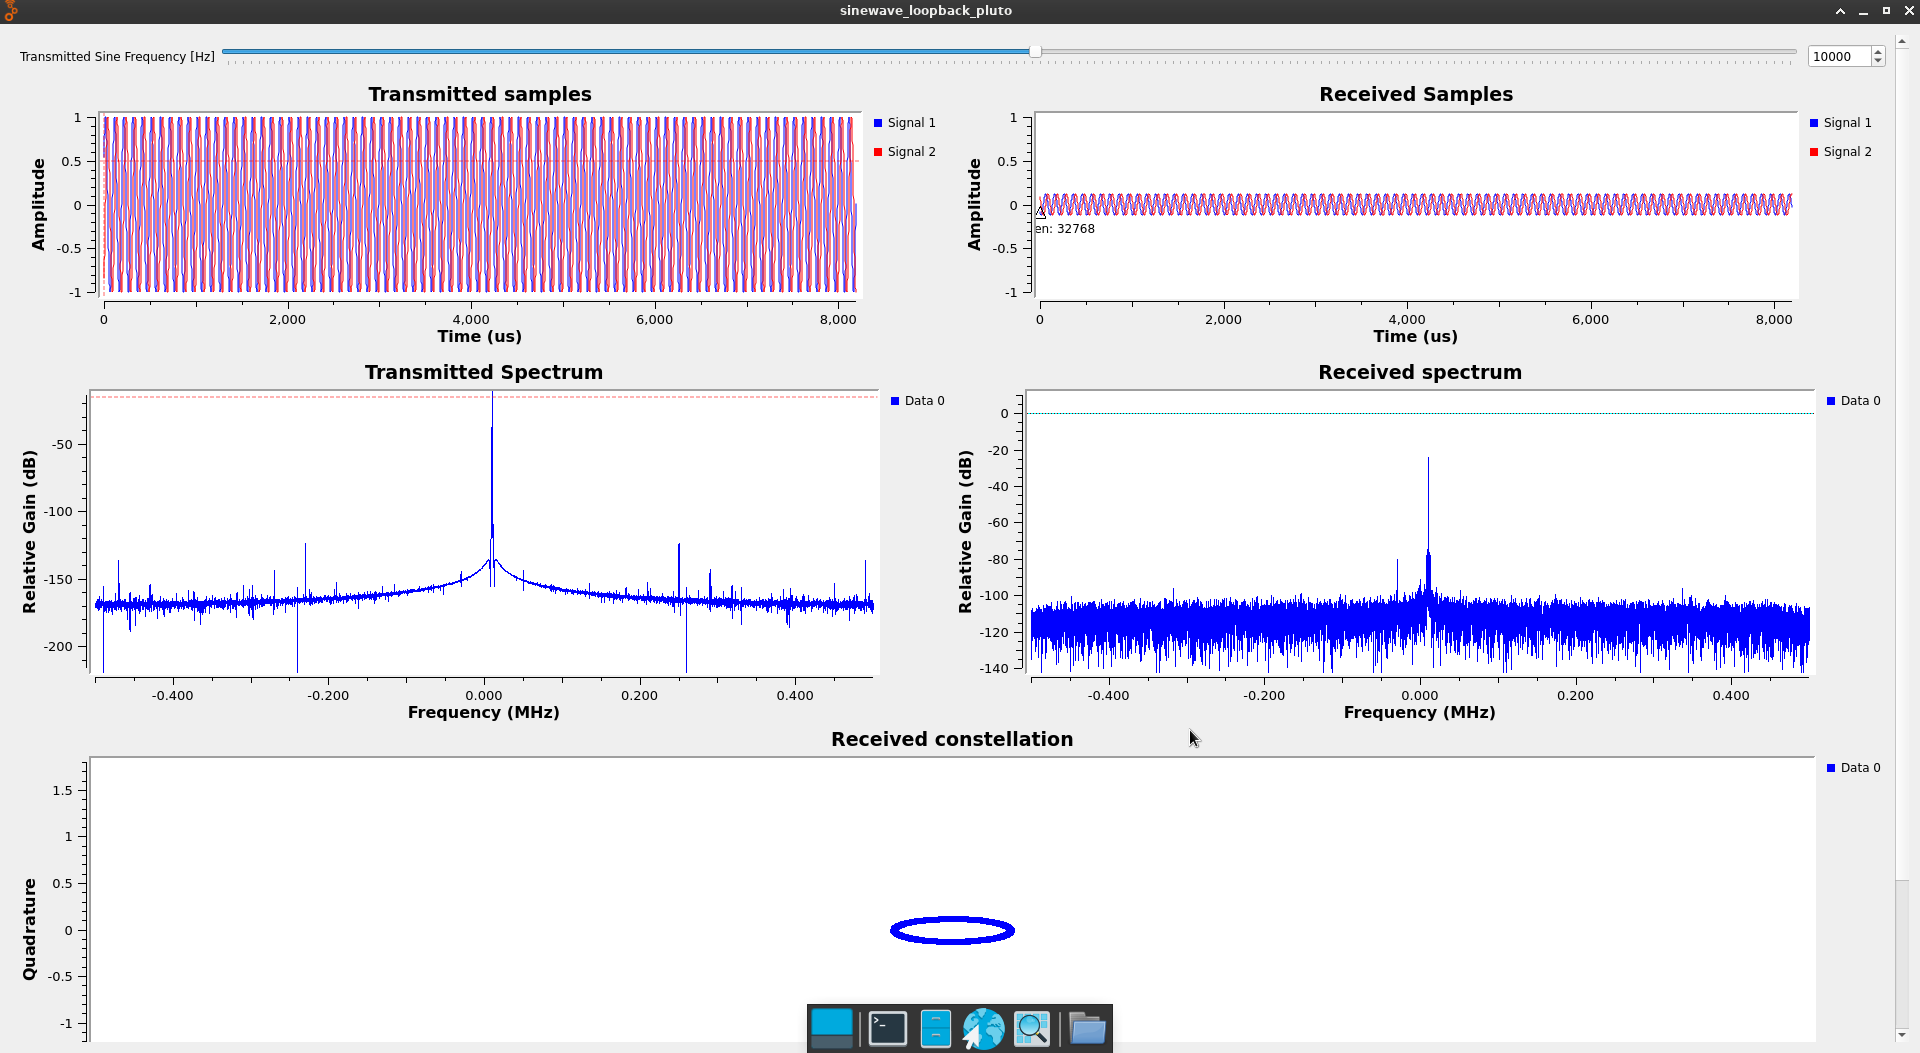 sinewave_loopback_pluto
Transmitted Sine Frequency [Hz]
10000
Transmitted samples
Amplitude
1
0.5
0
-0.5
-1
0
2,000
4,000
6,000
8,000
Time (us)
Signal 1
Signal 2
Received Samples
Amplitude
1
0.5
0
-0.5
-1
en: 32768
0
2,000
4,000
6,000
8,000
Time (us)
Signal 1
Signal 2
Transmitted Spectrum
Relative Gain (dB)
-50
-100
-150
-200
-0.400
-0.200
0.000
0.200
0.400
Frequency (MHz)
Data 0
Received spectrum
Relative Gain (dB)
0
-20
-40
-60
-80
-100
-120
-140
-0.400
-0.200
0.000
0.200
0.400
Frequency (MHz)
Data 0
Received constellation
Quadrature
1.5
1
0.5
0
-0.5
-1
Data 0